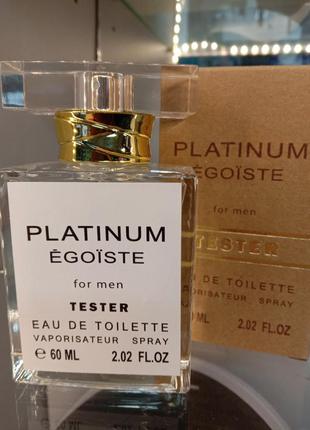 PLATINUM
ÉGOÏSTE
for men
TESTER
EAU DE TOILETTE
VAPORISATEUR SPRAY
℮ 60 ML 2.02 FL.OZ
PLATINUM
ÉGOÏSTE
for men
TESTER
DE TOILETTE
VAPORISATEUR SPRAY
ML 2.02 FL.OZ